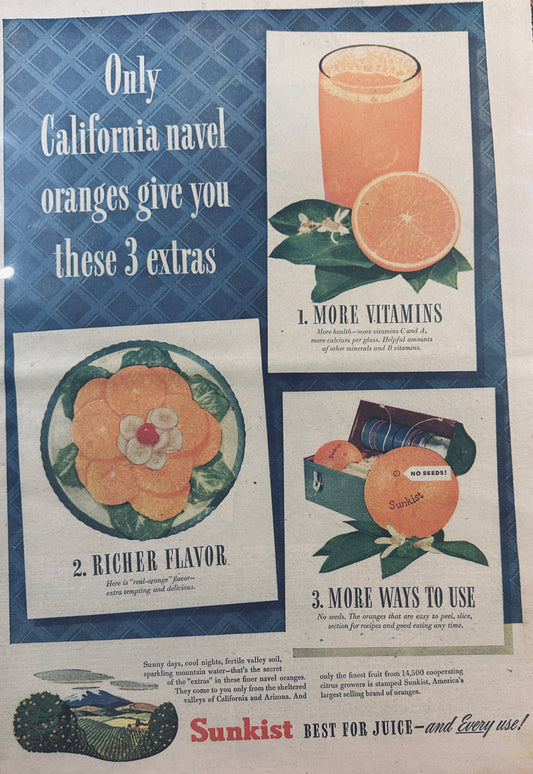 Only
California navel
oranges give you
these 3 extras
1. MORE VITAMINS
More health—more vitamins C and A,
more calcium per glass. Helpful amounts
of other minerals and B vitamins.
2. RICHER FLAVOR
Here is "real-orange" flavor—
extra tempting and delicious.
NO SEEDS!
Sunkist
3. MORE WAYS TO USE
No seeds. The oranges that are easy to peel, slice,
section for recipes and good eating any time.
Sunny days, cool nights, fertile valley soil,
sparkling mountain water—that's the secret
of the "extras" in these finer navel oranges.
They come to you only from the sheltered
valleys of California and Arizona. And
only the finest fruit from 14,500 cooperating
citrus growers is stamped Sunkist, America's
largest selling brand of oranges.
Sunkist BEST FOR JUICE—and Every use!